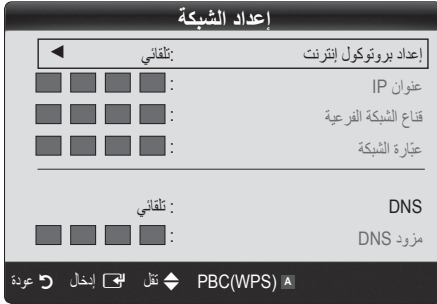 إعداد الشبكة
إعداد بروتوكول إنترنت :تلقائي ◄
عنوان IP :
قناع الشبكة الفرعية :
عبّارة الشبكة :
DNS : تلقائي
مزود DNS :
A PBC(WPS) نقل إدخال عودة